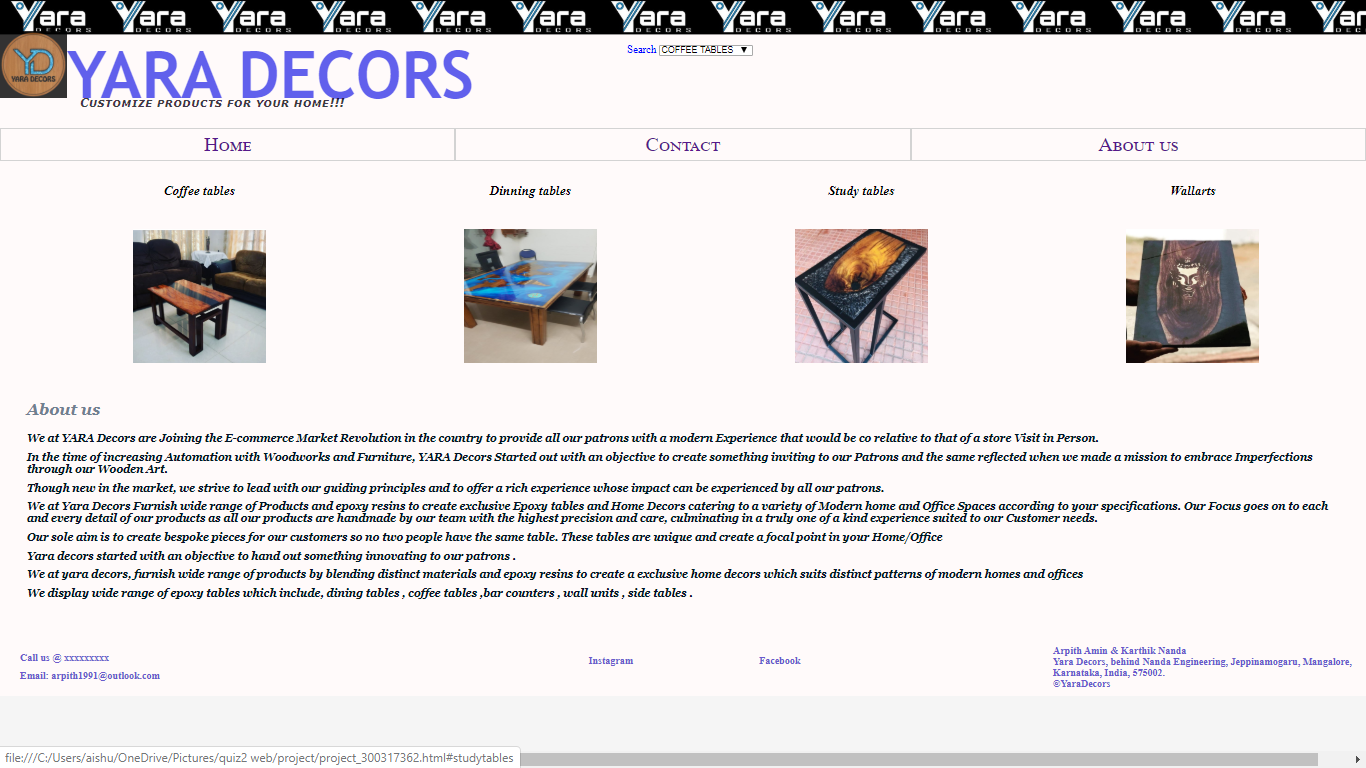 Yara DECORS Yara DECORS Yara DECORS Yara DECORS Yara DECORS Yara DECORS Yara DECORS Yara DECORS Yara DECORS Yara DECORS Yara DECORS Yara DECORS Yara DECORS Ya DEC
YD
YARA DECORS
YARA DECORS
Search COFFEE TABLES ▼
CUSTOMIZE PRODUCTS FOR YOUR HOME!!!
HOME CONTACT ABOUT US
Coffee tables Dinning tables Study tables Wallarts
About us
We at YARA Decors are Joining the E-commerce Market Revolution in the country to provide all our patrons with a modern Experience that would be co relative to that of a store Visit in Person.
In the time of increasing Automation with Woodworks and Furniture, YARA Decors Started out with an objective to create something inviting to our Patrons and the same reflected when we made a mission to embrace Imperfections
through our Wooden Art.
Though new in the market, we strive to lead with our guiding principles and to offer a rich experience whose impact can be experienced by all our patrons.
We at Yara Decors Furnish wide range of Products and epoxy resins to create exclusive Epoxy tables and Home Decors catering to a variety of Modern home and Office Spaces according to your specifications. Our Focus goes on to each
and every detail of our products as all our products are handmade by our team with the highest precision and care, culminating in a truly one of a kind experience suited to our Customer needs.
Our sole aim is to create bespoke pieces for our customers so no two people have the same table. These tables are unique and create a focal point in your Home/Office
Yara decors started with an objective to hand out something innovating to our patrons .
We at yara decors, furnish wide range of products by blending distinct materials and epoxy resins to create a exclusive home decors which suits distinct patterns of modern homes and offices
We display wide range of epoxy tables which include, dining tables , coffee tables ,bar counters , wall units , side tables .
Call us @ xxxxxxxxx
Email: arpith1991@outlook.com
Instagram Facebook
Arpith Amin & Karthik Nanda
Yara Decors, behind Nanda Engineering, Jeppinamogaru, Mangalore,
Karnataka, India, 575002.
©YaraDecors
file:///C:/Users/aishu/OneDrive/Pictures/quiz2 web/project/project_300317362.html#studytables